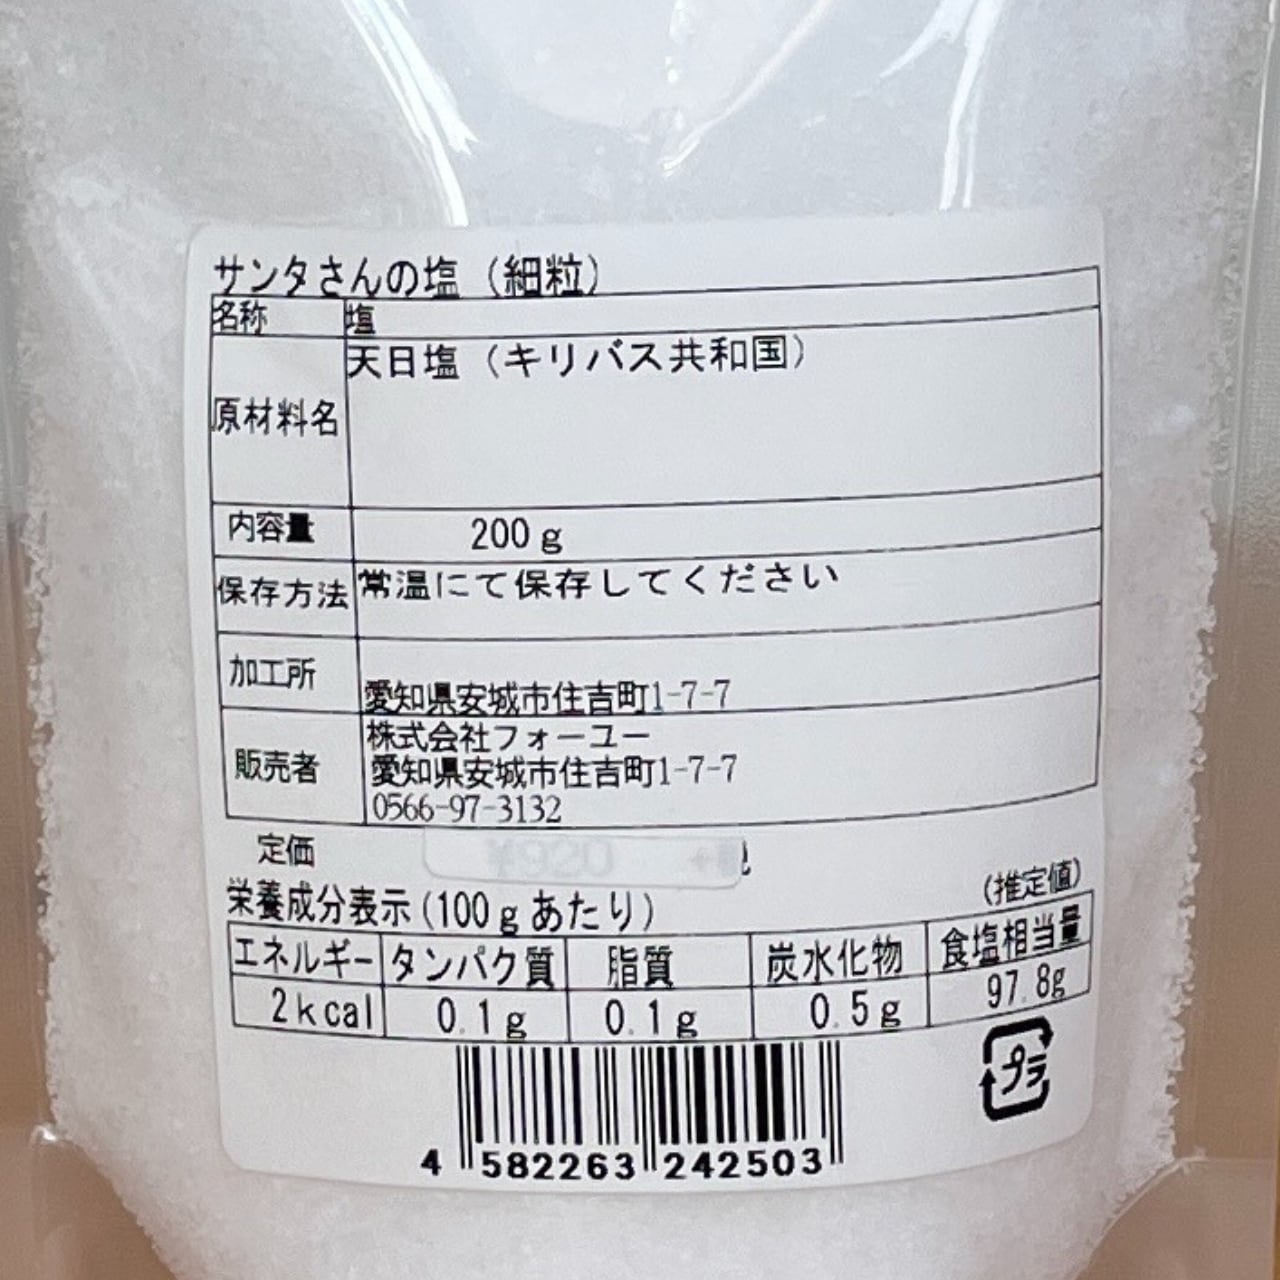 サンタさんの塩（細粒）
名称 塩
原材料名 天日塩（キリバス共和国）
内容量 200g
保存方法 常温にて保存してください
加工所 愛知県安城市住吉町1-7-7
販売者 株式会社フォーユー
愛知県安城市住吉町1-7-7
0566-97-3132
定価
栄養成分表示(100gあたり) (推定値)
エネルギー タンパク質 脂質 炭水化物 食塩相当量
2kcal 0.1g 0.1g 0.5g 97.8g
プラ
4 582263 242503